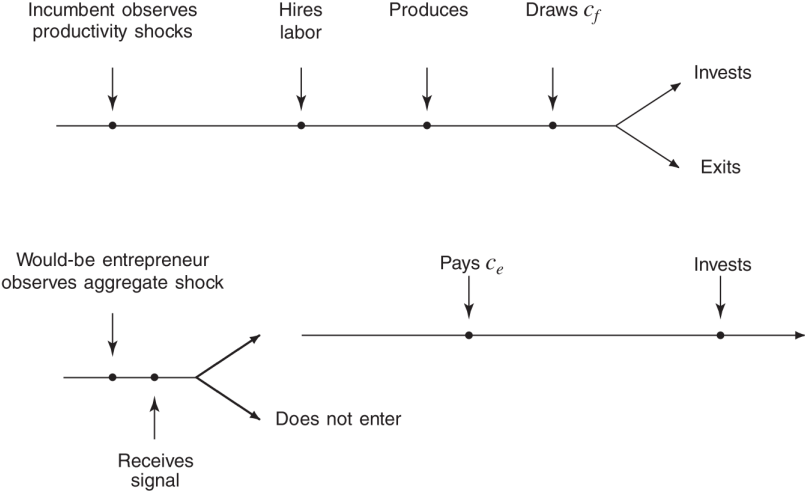 Incumbent observes
productivity shocks
Hires
labor
Produces
Draws c_f
Invests
Exits
Would-be entrepreneur
observes aggregate shock
Pays c_e
Invests
Does not enter
Receives
signal